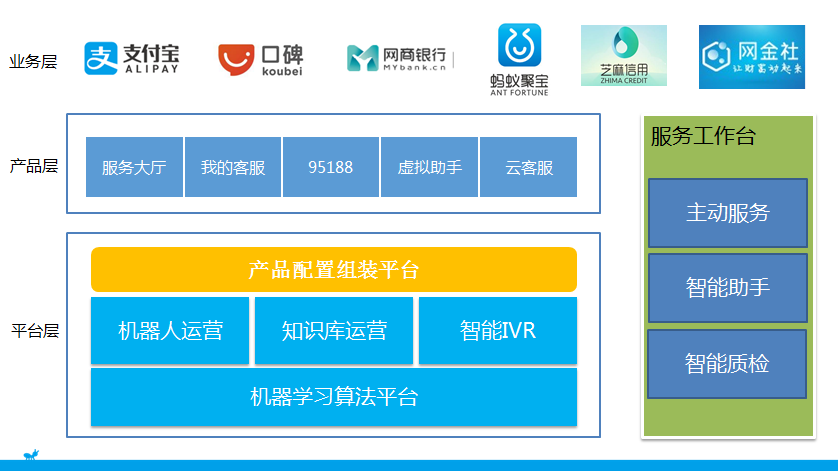 业务层
支付宝
ALIPAY
口碑
koubei
网商银行
MYbank.cn
蚂蚁聚宝
ANT FORTUNE
芝麻信用
ZHIMA CREDIT
网金社
让财富动起来
产品层
服务大厅
我的客服
95188
虚拟助手
云客服
平台层
产品配置组装平台
机器人运营
知识库运营
智能IVR
机器学习算法平台
服务工作台
主动服务
智能助手
智能质检